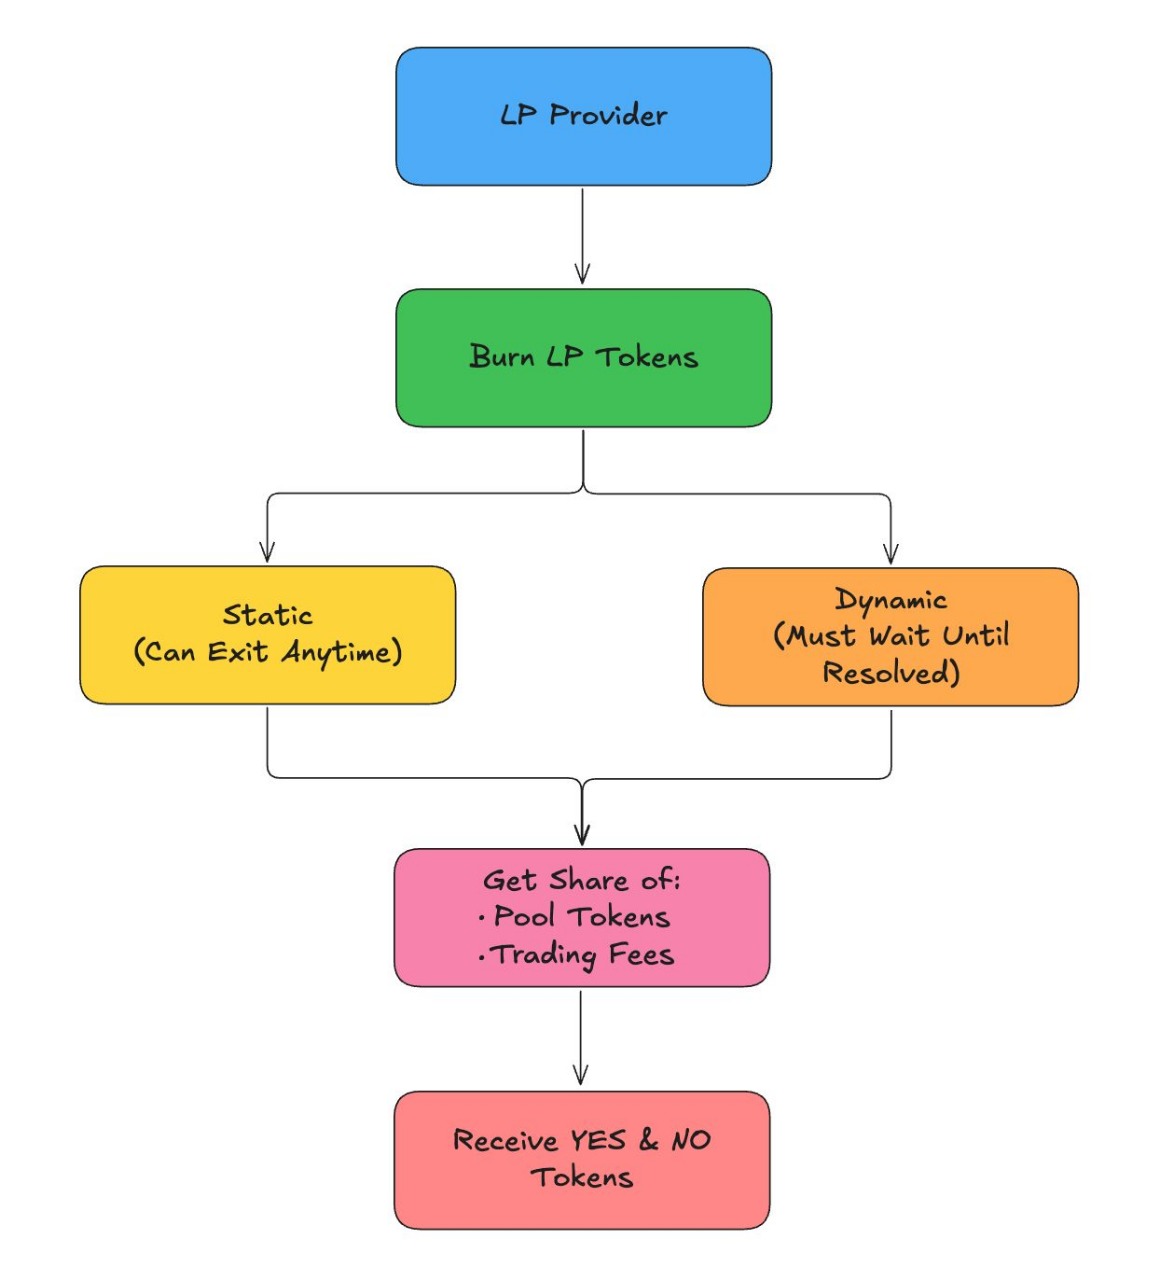 LP Provider
Burn LP Tokens
Static
(Can Exit Anytime)
Dynamic
(Must Wait Until
Resolved)
Get Share of:
· Pool Tokens
· Trading Fees
Receive YES & NO
Tokens